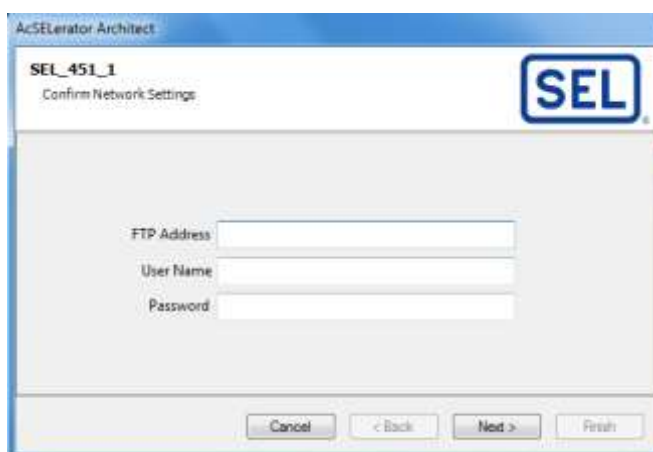 AcSELerator Architect
SEL_451_1
Confirm Network Settings
SEL
FTP Address
User Name
Password
Cancel
< Back
Next >
Finish